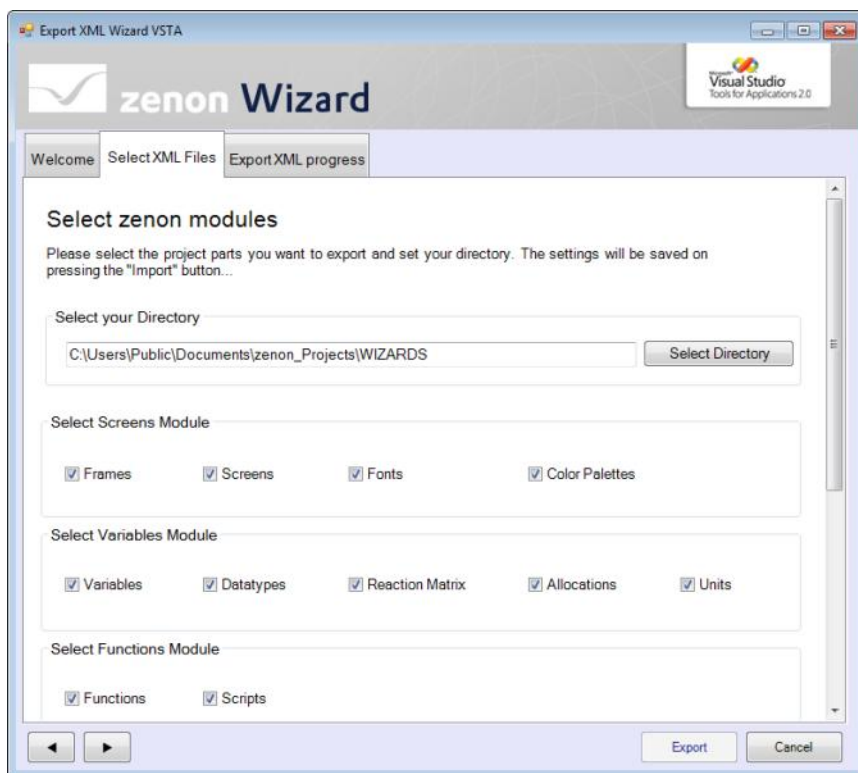 Export XML Wizard VSTA
zenon Wizard
Microsoft
Visual Studio
Tools for Applications 2.0
Welcome
Select XML Files
Export XML progress
Select zenon modules
Please select the project parts you want to export and set your directory. The settings will be saved on
pressing the "Import" button...
Select your Directory
C:\Users\Public\Documents\zenon_Projects\WIZARDS
Select Directory
Select Screens Module
Frames
Screens
Fonts
Color Palettes
Select Variables Module
Variables
Datatypes
Reaction Matrix
Allocations
Units
Select Functions Module
Functions
Scripts
Export
Cancel